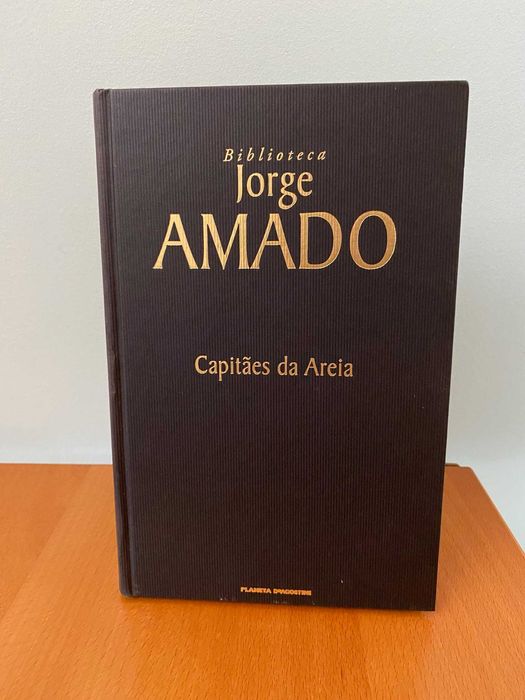 Biblioteca
Jorge
AMADO
Capitães da Areia
PLANETA DEAGOSTINI